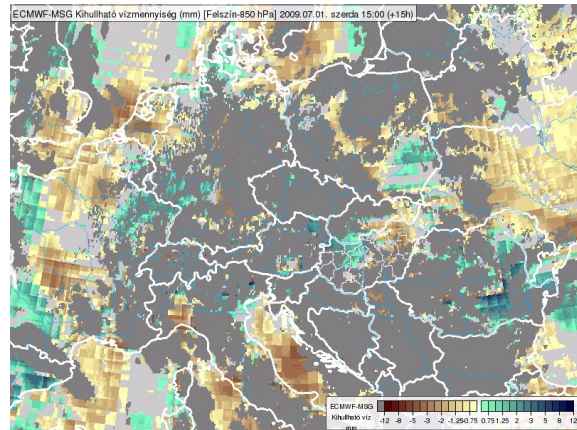 ECMWF-MSG Kihullható vízmennyiség (mm) [Felszín-850 hPa] 2009.07.01. szerda 15:00 (+15h)
ECMWF-MSG
Kihullható víz
mm
-12 -8 -5 -3 -2 -1.25 -0.75 0.75 1.25 2 3 5 8 12